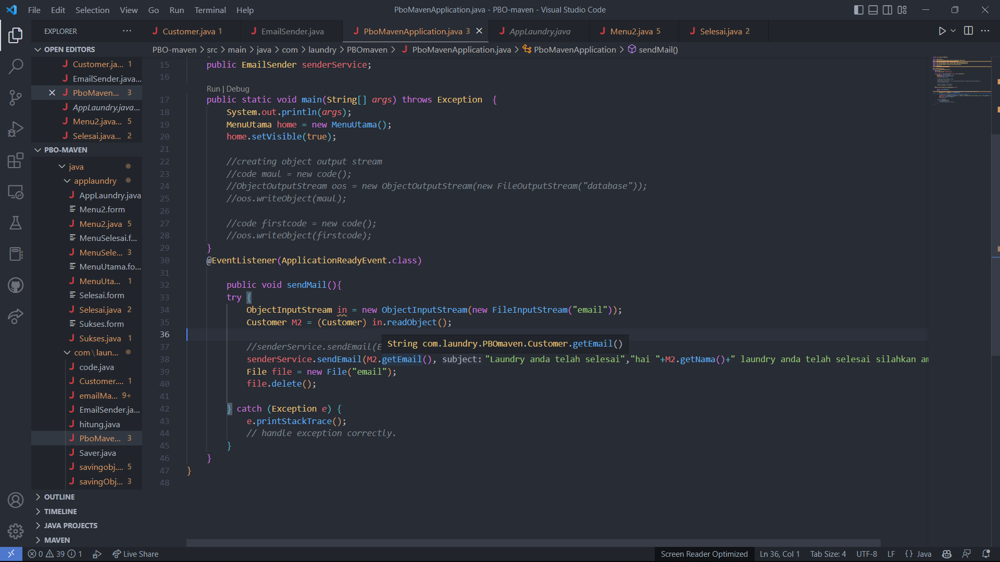 File Edit Selection View Go Run Terminal Help
PboMavenApplication.java - PBO-maven - Visual Studio Code
EXPLORER ···
Customer.java 1
EmailSender.java
PboMavenApplication.java 3
AppLaundry.java
Menu2.java 5
Selesai.java 2
PBO-maven > src > main > java > com > laundry > PBOmaven > PboMavenApplication.java > PboMavenApplication > sendMail()
OPEN EDITORS
Customer.ja... 1
EmailSender.java...
PboMaven... 3
AppLaundry.java...
Menu2.java... 5
Selesai.java... 2
PBO-MAVEN
java
applaundry
AppLaundry.java
Menu2.form
Menu2.java 5
MenuSelesai.f...
MenuSele... 3
MenuUtama.fo...
MenuUta... 1
Selesai.form
Selesai.java 2
Sukses.form
Sukses.java 1
com\laun...
code.java
Customer.... 1
emailMa... 9+
EmailSender.ja...
hitung.java
PboMave... 3
Saver.java
savingobj.... 5
savingObj... 3
OUTLINE
TIMELINE
JAVA PROJECTS
MAVEN
15 public EmailSender senderService;
16
Run | Debug
17 public static void main(String[] args) throws Exception  {
18 System.out.println(args);
19 MenuUtama home = new MenuUtama();
20 home.setVisible(true);
21
22 //creating object output stream
23 //code maul = new code();
24 //ObjectOutputStream oos = new ObjectOutputStream(new FileOutputStream("database"));
25 //oos.writeObject(maul);
26
27 //code firstcode = new code();
28 //oos.writeObject(firstcode);
29 }
30 @EventListener(ApplicationReadyEvent.class)
31
32 public void sendMail(){
33 try {
34 ObjectInputStream in = new ObjectInputStream(new FileInputStream("email"));
35 Customer M2 = (Customer) in.readObject();
36
String com.laundry.PBOmaven.Customer.getEmail()
37 //senderService.sendEmail(
38 senderService.sendEmail(M2.getEmail(), subject: "Laundry anda telah selesai","hai "+M2.getNama()+" laundry anda telah selesai silahkan am
39 File file = new File("email");
40 file.delete();
41
42 } catch (Exception e) {
43 e.printStackTrace();
44 // handle exception correctly.
45 }
46 }
47 }
48
0 39 1 Live Share
Screen Reader Optimized Ln 36, Col 1 Tab Size: 4 UTF-8 LF {} Java